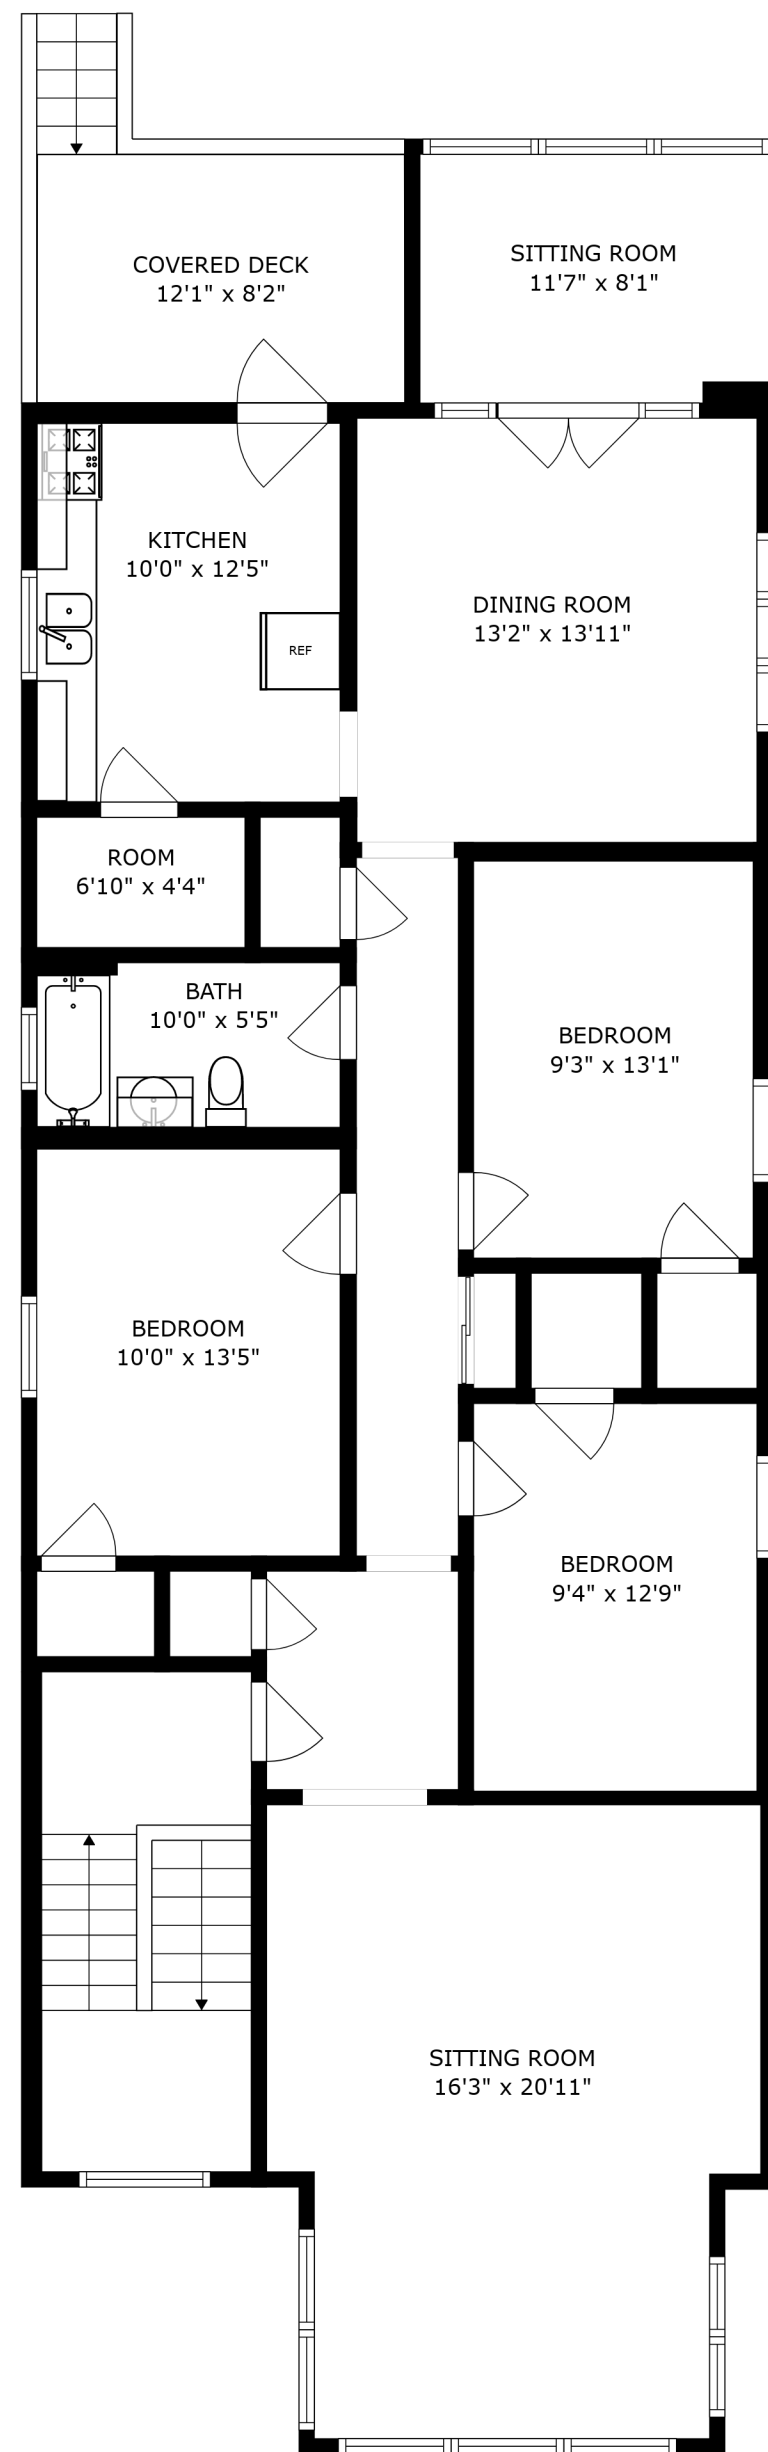 SITTING ROOM
11'7" x 8'1"
COVERED DECK
12'1" x 8'2"
KITCHEN
10'0" x 12'5"
DINING ROOM
13'2" x 13'11"
REF
ROOM
6'10" x 4'4"
BATH
10'0" x 5'5"
BEDROOM
9'3" x 13'1"
BEDROOM
10'0" x 13'5"
BEDROOM
9'4" x 12'9"
SITTING ROOM
16'3" x 20'11"